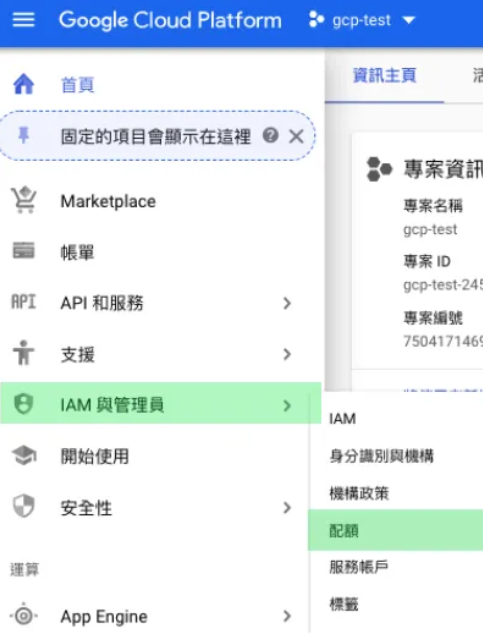 Google Cloud Platform
gcp-test
首頁
固定的項目會顯示在這裡
Marketplace
帳單
API 和服務
支援
IAM 與管理員
開始使用
安全性
運算
App Engine
資訊主頁
活
專案資訊
專案名稱
gcp-test
專案 ID
gcp-test-245
專案編號
7504171469
IAM
身分識別與機構
機構政策
配額
服務帳戶
標籤